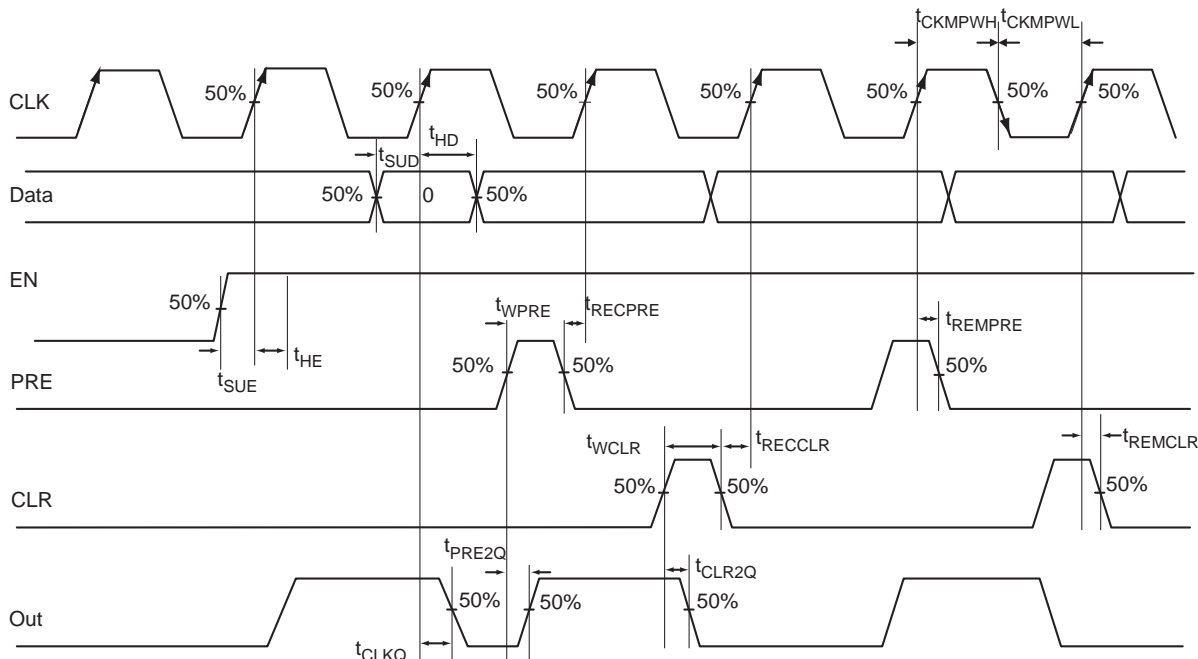 tCKMPWH tCKMPWL
CLK 50% 50% 50% 50% 50% 50% 50%
tSUD tHD
Data 50% 0 50%
EN
50% tWPRE tRECPRE tREMPRE
tSUE tHE
PRE 50% 50% 50%
tWCLR tRECCLR tREMCLR
CLR 50% 50% 50%
tPRE2Q tCLR2Q
Out 50% 50% 50%
tCLKQ